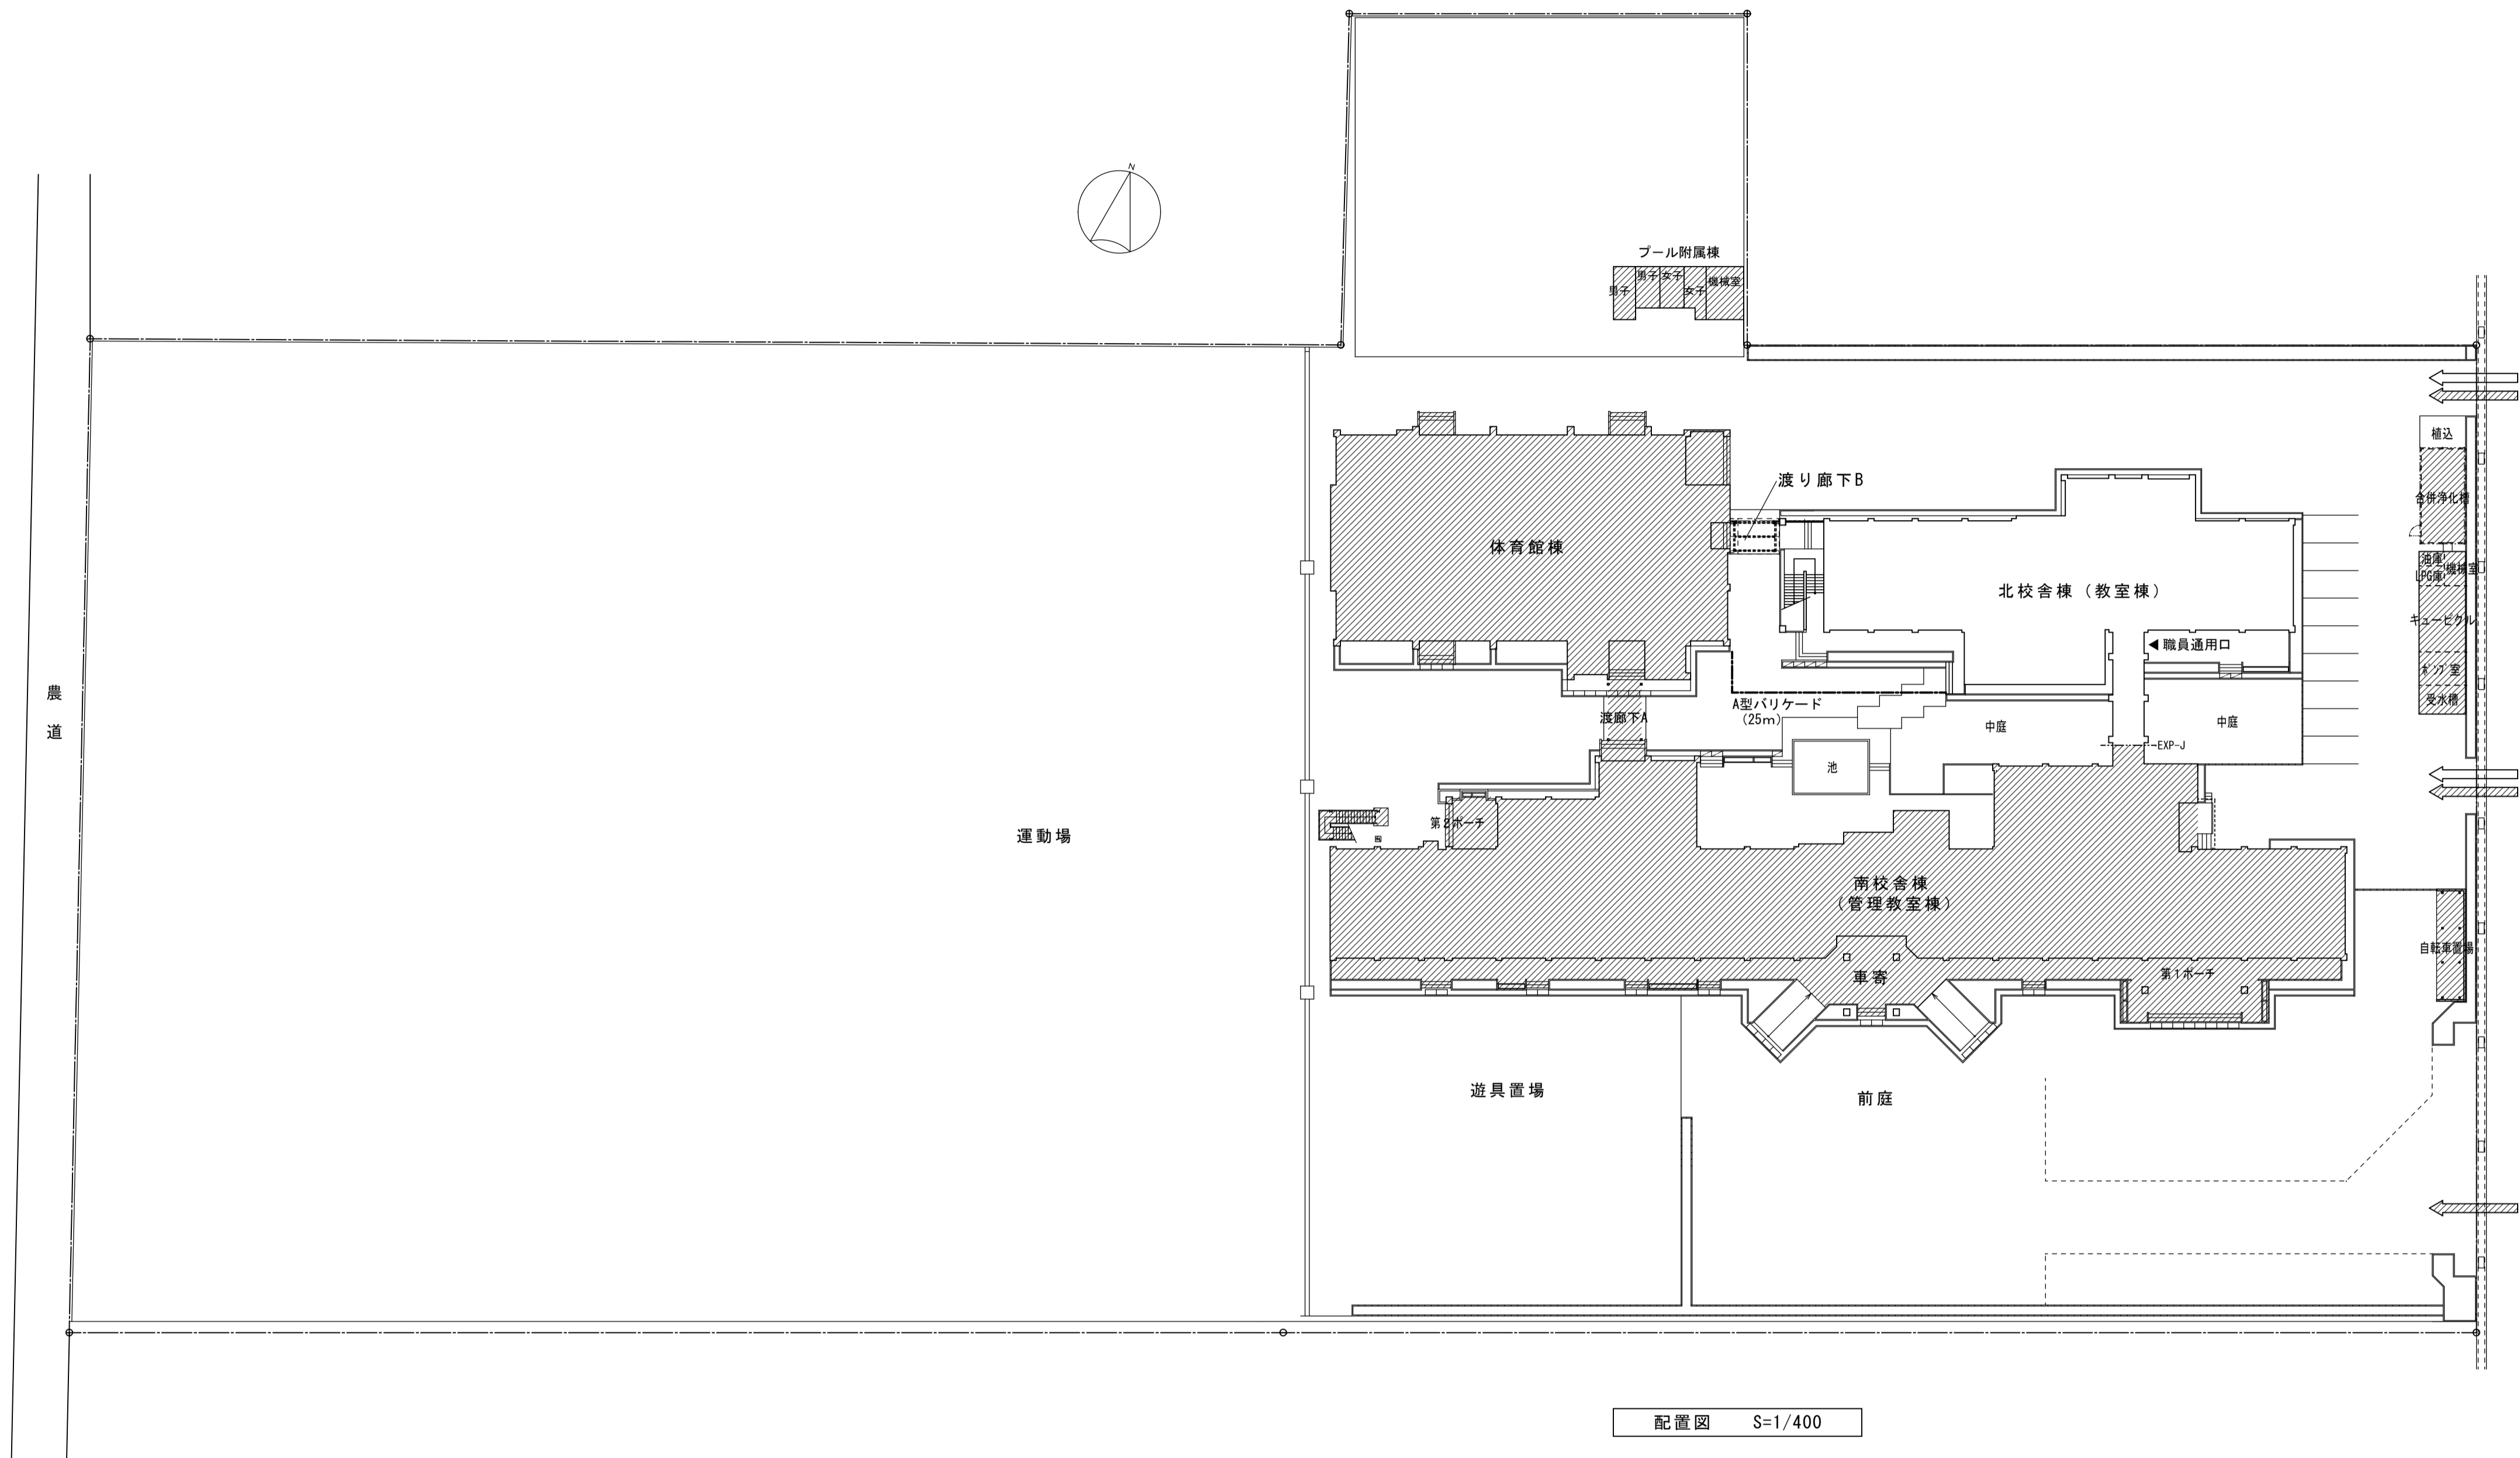 N
プール附属棟
男子
男子
女子
女子
機械室
植込
渡り廊下B
合併浄化槽
体育館棟
油庫
LPG庫
機械室
北校舎棟（教室棟）
キュービクル
◀ 職員通用口
ポンプ室
農
道
A型バリケード
(25m)
受水槽
渡廊下A
中庭
中庭
EXP-J
池
第2ポーチ
運動場
南校舎棟
(管理教室棟)
自転車置場
車寄
第1ポーチ
遊具置場
前庭
配置図 S=1/400